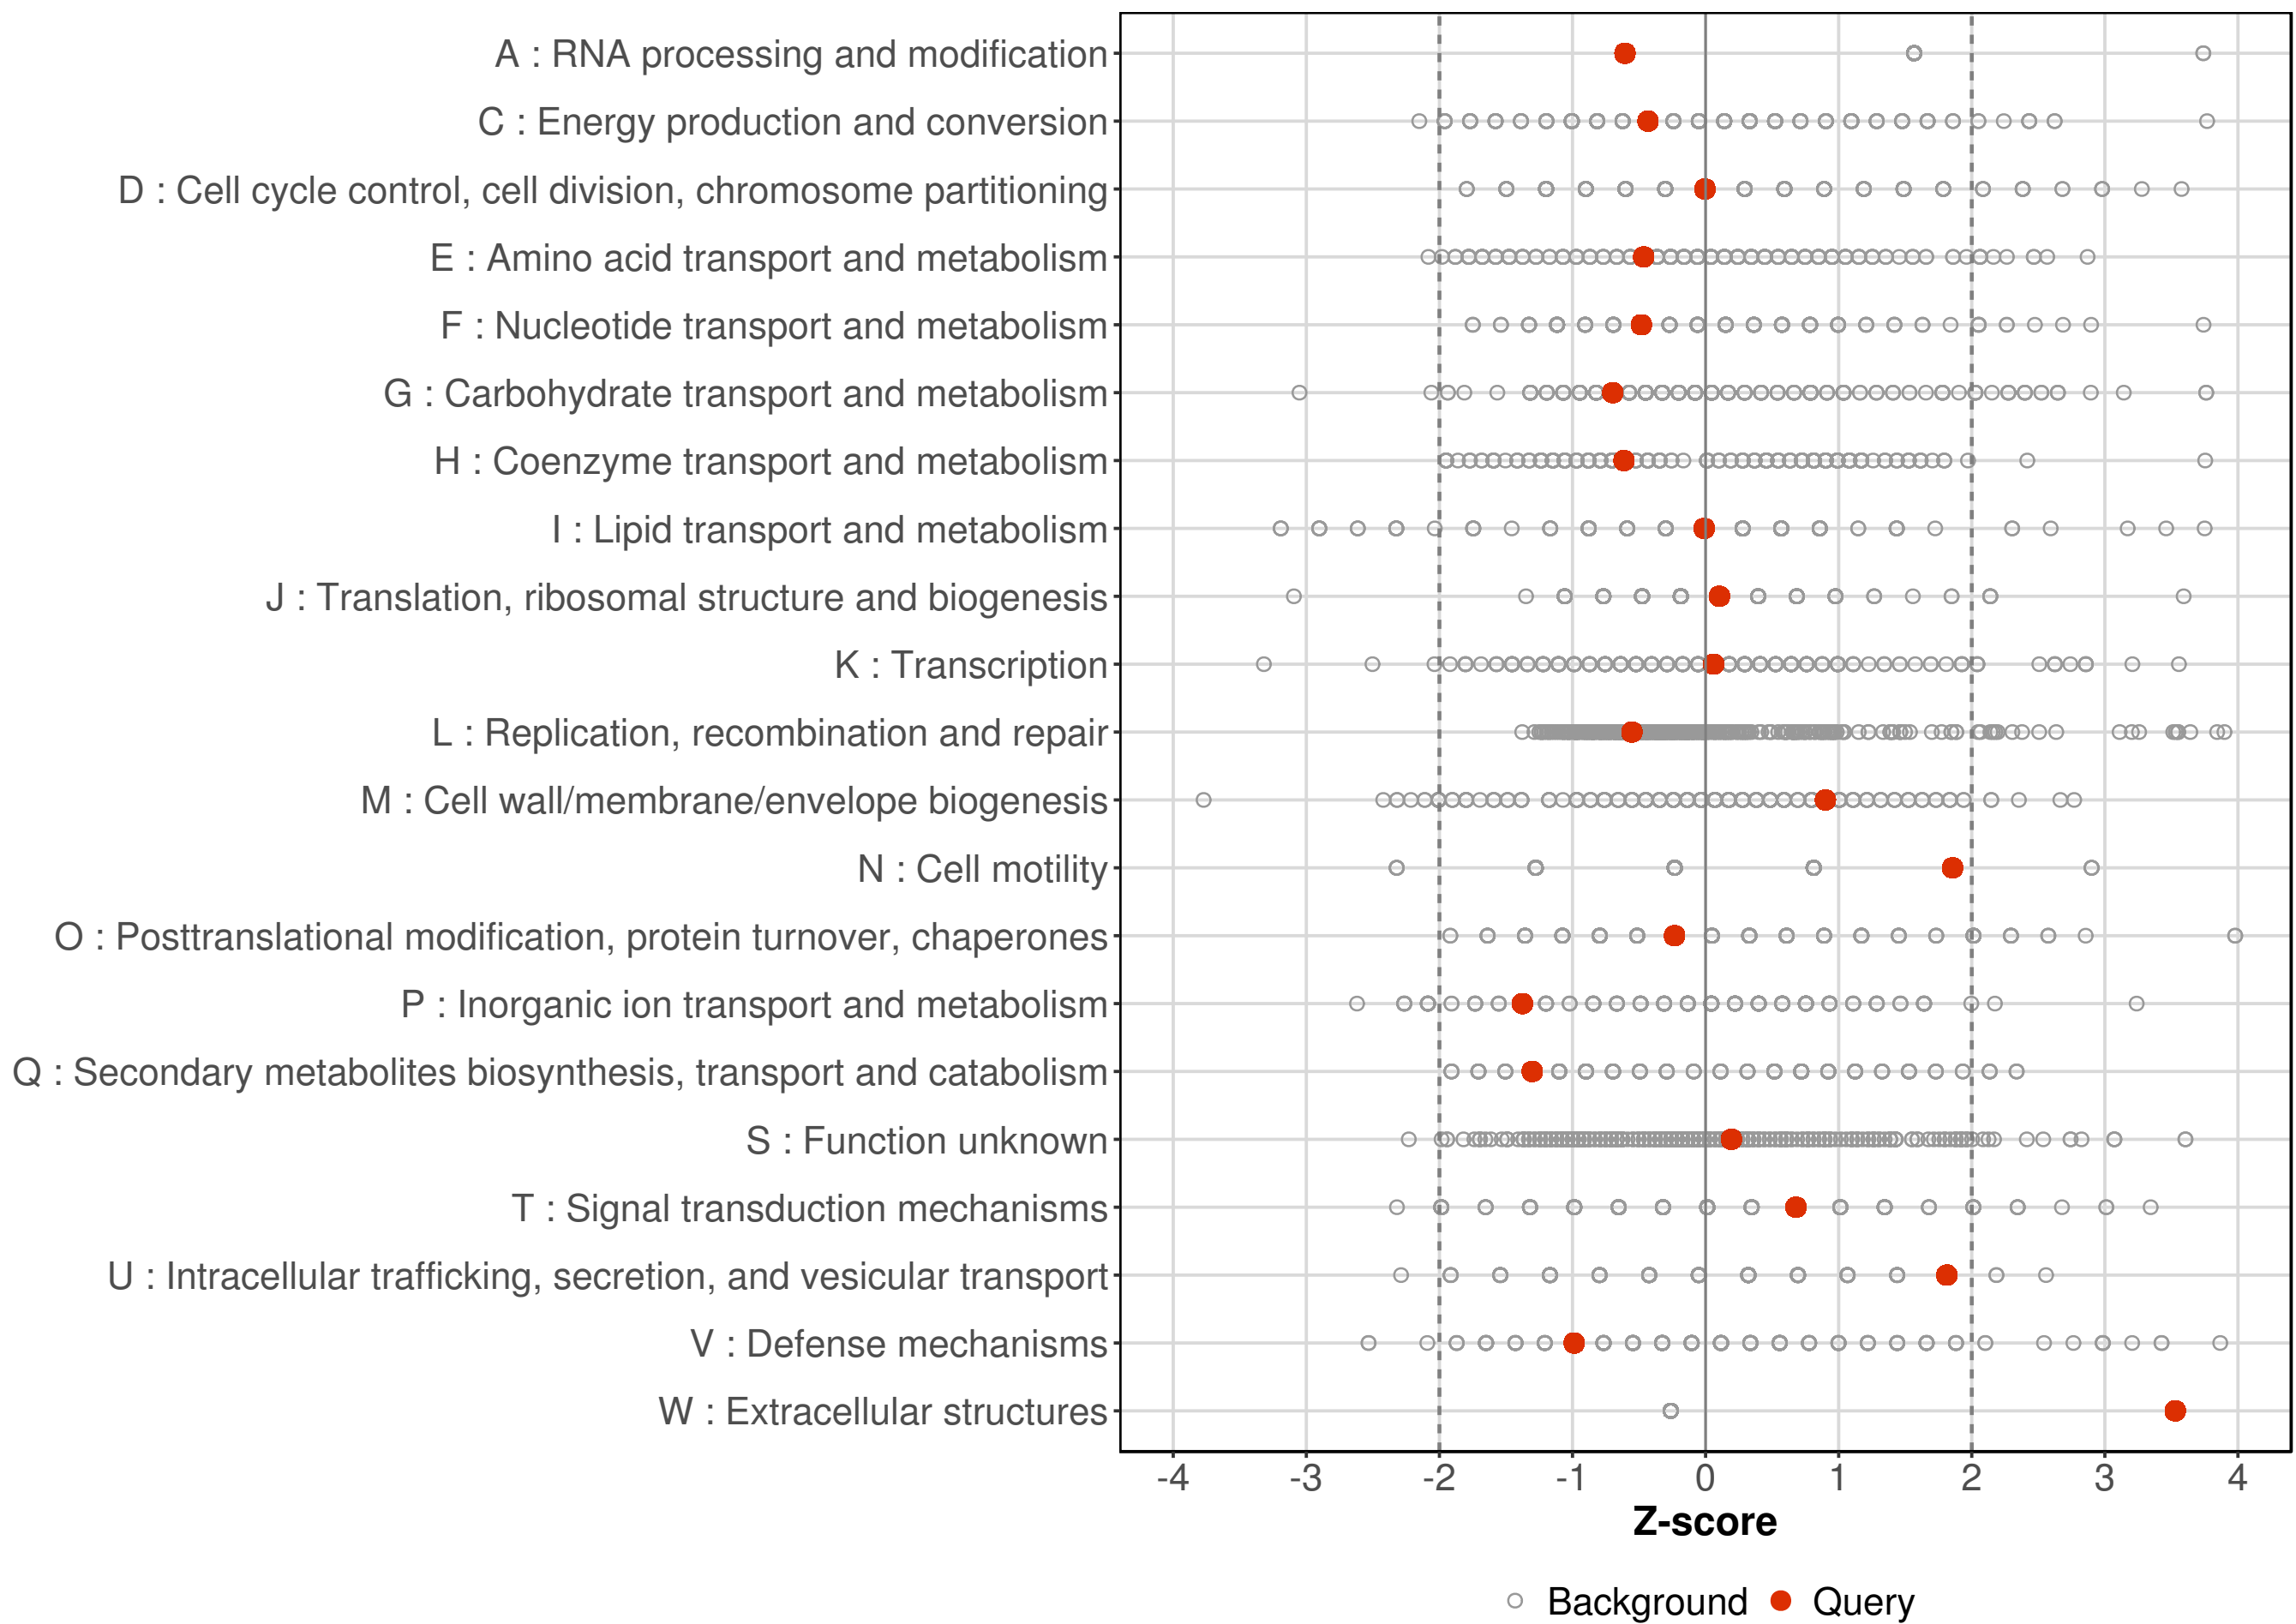 A : RNA processing and modification
C : Energy production and conversion
D : Cell cycle control, cell division, chromosome partitioning
E : Amino acid transport and metabolism
F : Nucleotide transport and metabolism
G : Carbohydrate transport and metabolism
H : Coenzyme transport and metabolism
I : Lipid transport and metabolism
J : Translation, ribosomal structure and biogenesis
K : Transcription
L : Replication, recombination and repair
M : Cell wall/membrane/envelope biogenesis
N : Cell motility
O : Posttranslational modification, protein turnover, chaperones
P : Inorganic ion transport and metabolism
Q : Secondary metabolites biosynthesis, transport and catabolism
S : Function unknown
T : Signal transduction mechanisms
U : Intracellular trafficking, secretion, and vesicular transport
V : Defense mechanisms
W : Extracellular structures
-4 -3 -2 -1 0 1 2 3 4
Z-score
Background Query